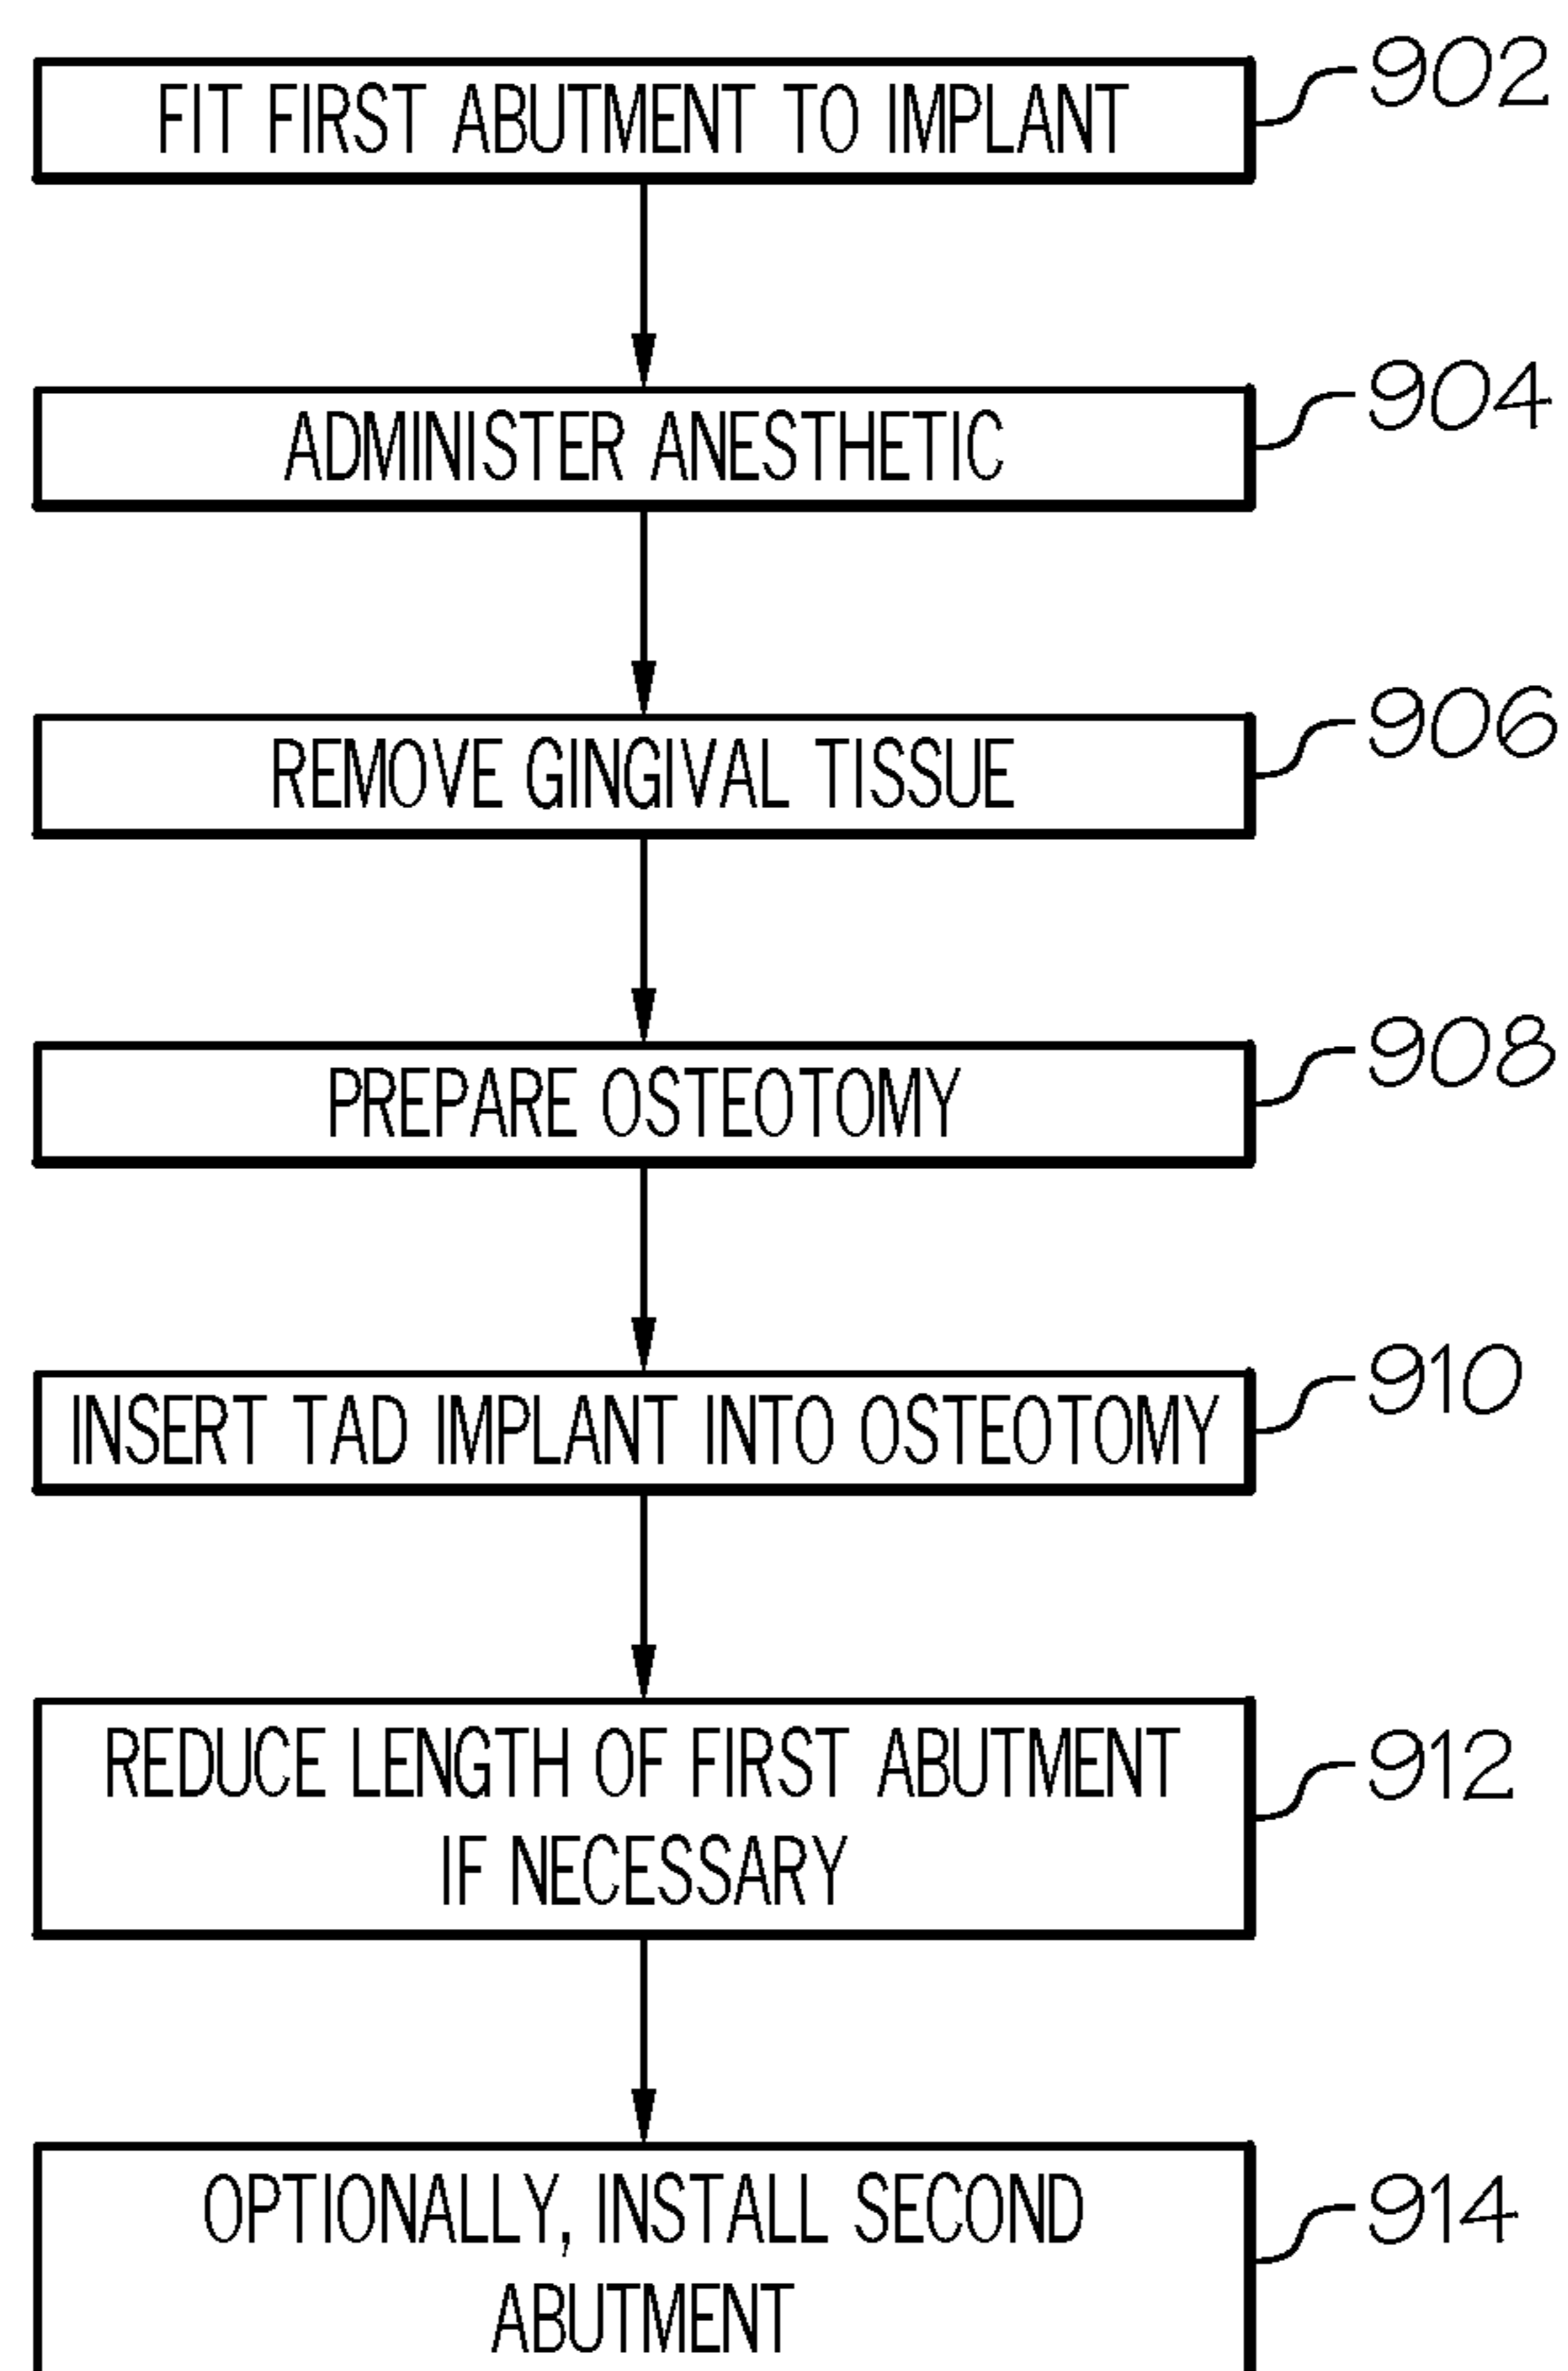 FIT FIRST ABUTMENT TO IMPLANT
902
ADMINISTER ANESTHETIC
904
REMOVE GINGIVAL TISSUE
906
PREPARE OSTEOTOMY
908
INSERT TAD IMPLANT INTO OSTEOTOMY
910
REDUCE LENGTH OF FIRST ABUTMENT
IF NECESSARY
912
OPTIONALLY, INSTALL SECOND
ABUTMENT
914